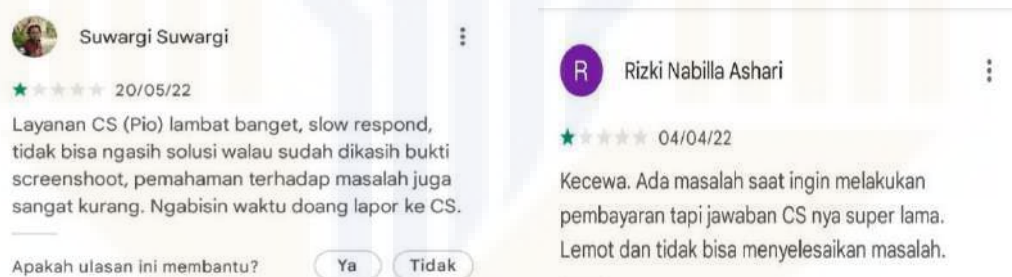 Suwargi Suwargi
20/05/22
Layanan CS (Pio) lambat banget, slow respond,
tidak bisa ngasih solusi walau sudah dikasih bukti
screenshoot, pemahaman terhadap masalah juga
sangat kurang. Ngabisin waktu doang lapor ke CS.
Apakah ulasan ini membantu?
Ya
Tidak
R
Rizki Nabilla Ashari
04/04/22
Kecewa. Ada masalah saat ingin melakukan
pembayaran tapi jawaban CS nya super lama.
Lemot dan tidak bisa menyelesaikan masalah.